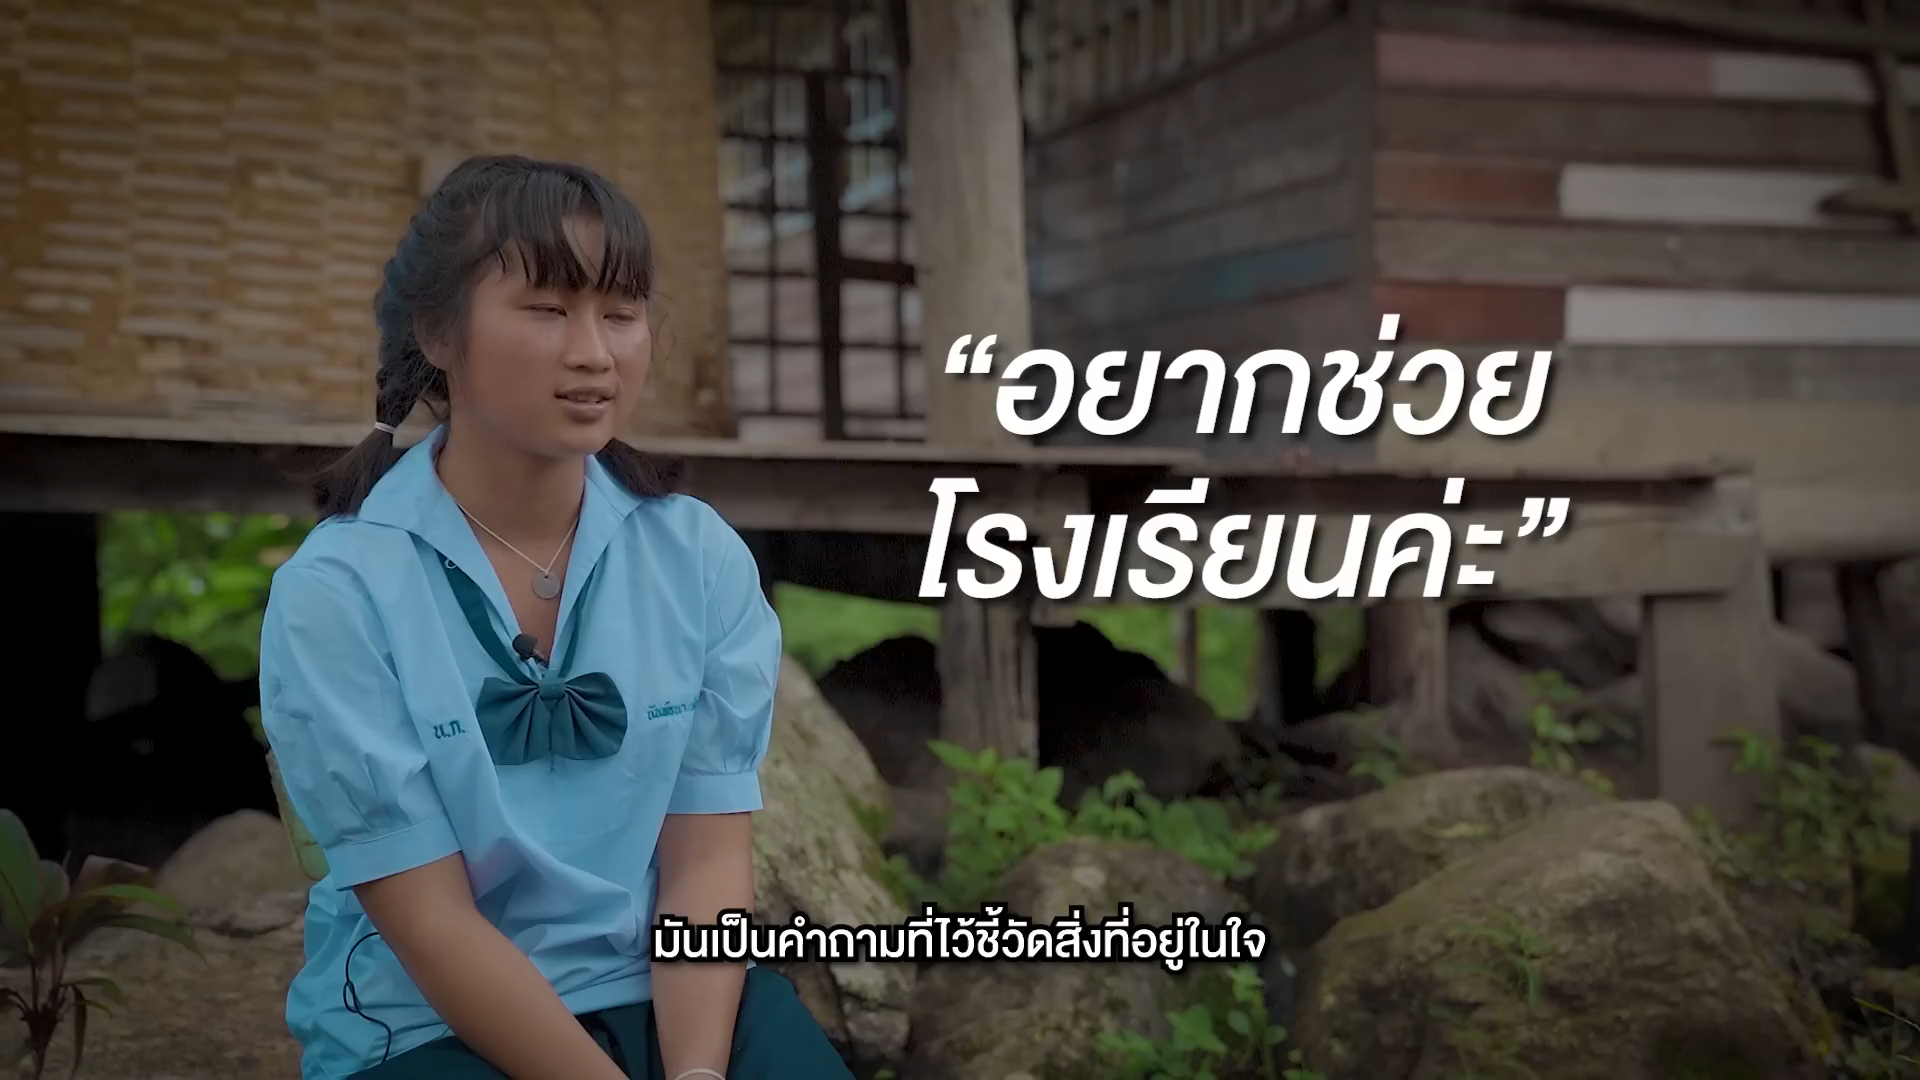 “อยากช่วย
โรงเรียนค่ะ”
น.ก.
มันเป็นคำถามที่ไว้ชี้วัดสิ่งที่อยู่ในใจ